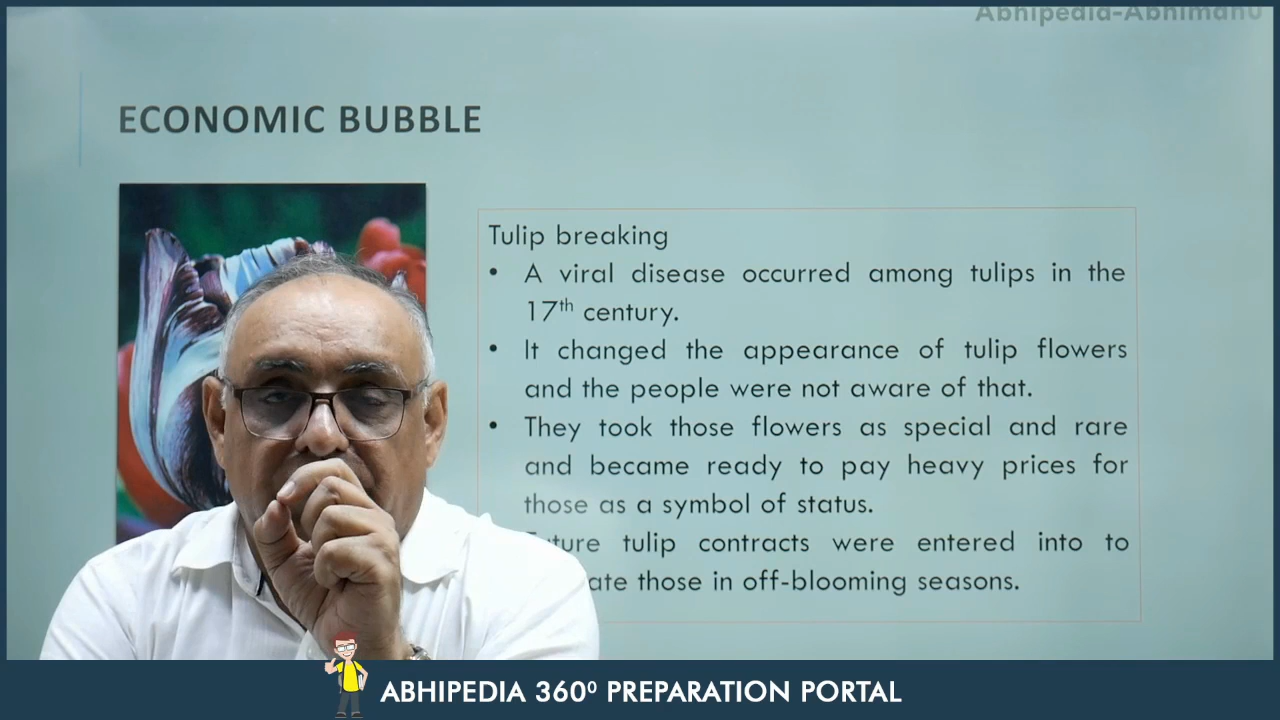 Abhipedia-Abhimanu
ECONOMIC BUBBLE
Tulip breaking
• A viral disease occurred among tulips in the
17th century.
• It changed the appearance of tulip flowers
and the people were not aware of that.
• They took those flowers as special and rare
and became ready to pay heavy prices for
those as a symbol of status.
tulip contracts were entered into to
those in off-blooming seasons.
ABHIPEDIA 360⁰ PREPARATION PORTAL